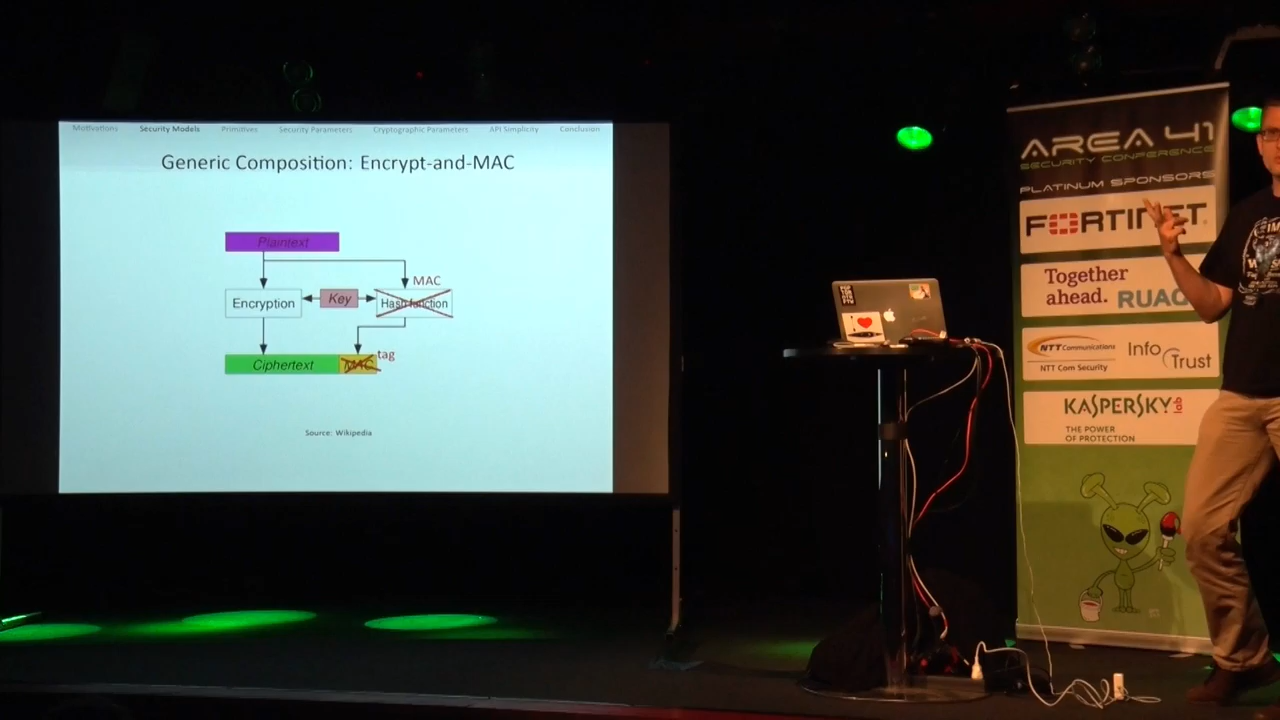 Motivations Security Models Primitives Security Parameters Cryptographic Parameters API Simplicity Conclusion
Generic Composition: Encrypt-and-MAC
Plaintext
MAC
Encryption Key Hash function
tag
Ciphertext MAC
Source: Wikipedia
AREA 41
SECURITY CONFERENCE
PLATINUM SPONSORS
FORTINET
Together
ahead. RUAG
NTT Communications
NTT Com Security
Info
Trust
KASPERSKY lab
THE POWER
OF PROTECTION